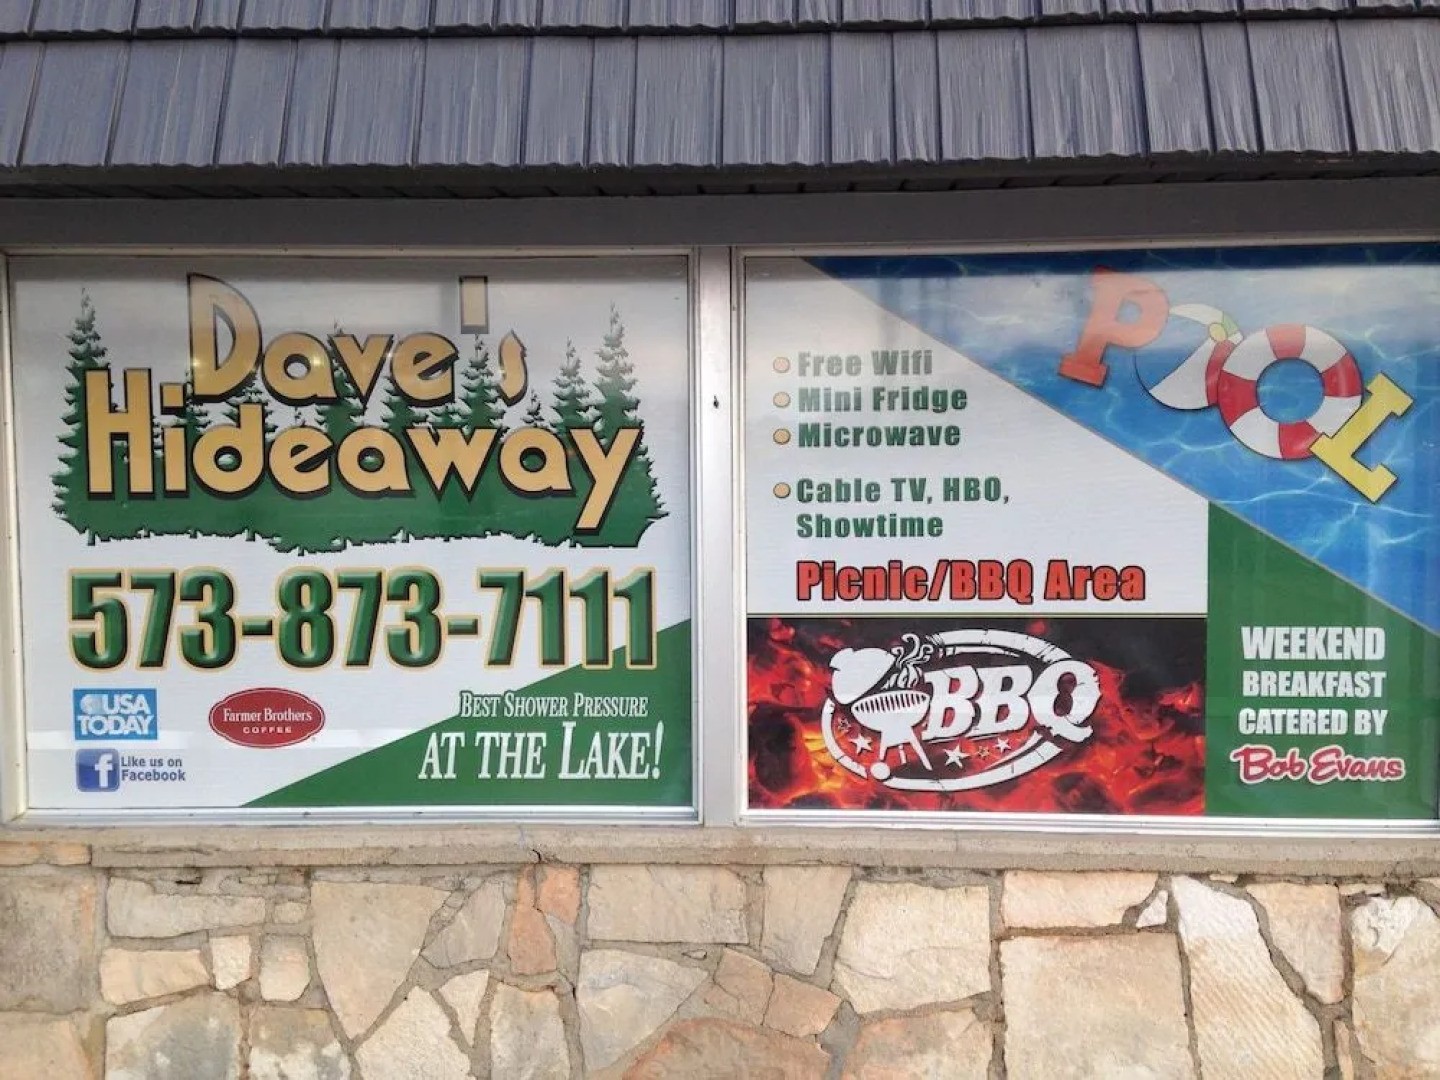 Dave's
Hideaway
573-873-7111
USA
TODAY
Farmer Brothers
COFFEE
f
Like us on
Facebook
BEST SHOWER PRESSURE
AT THE LAKE!
Free Wifi
Mini Fridge
Microwave
Cable TV, HBO,
Showtime
Picnic/BBQ Area
BBQ
POOL
WEEKEND
BREAKFAST
CATERED BY
Bob Evans